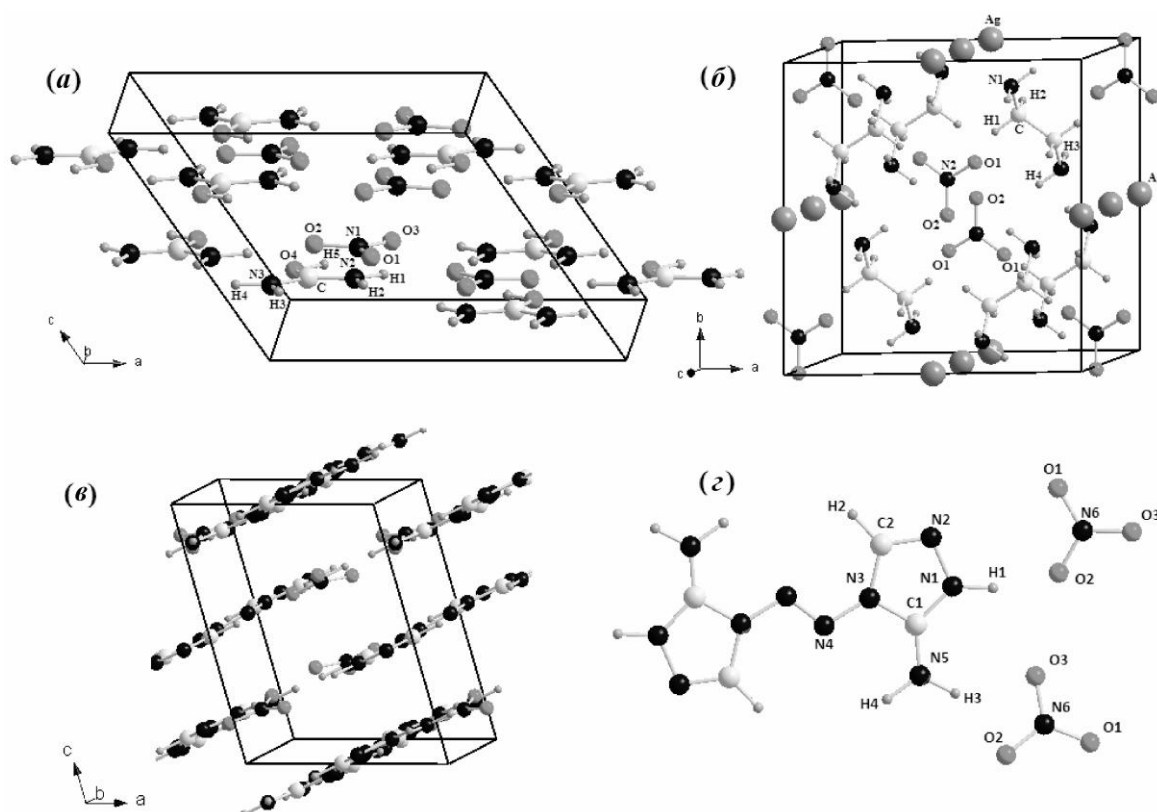 (а)
O2
N1
O3
H5
O4
N2
O1
H1
N3
C
H2
H4
H3
c
b
a
(б)
Ag
N1
H2
H1
C
H3
N2
O1
H4
A
O2
O2
O1
O1
b
c
a
(в)
c
b
a
(г)
O1
H2
C2
N2
N6
O3
N3
N1
H1
O2
C1
N4
N5
O3
H4
H3
N6
O2
O1